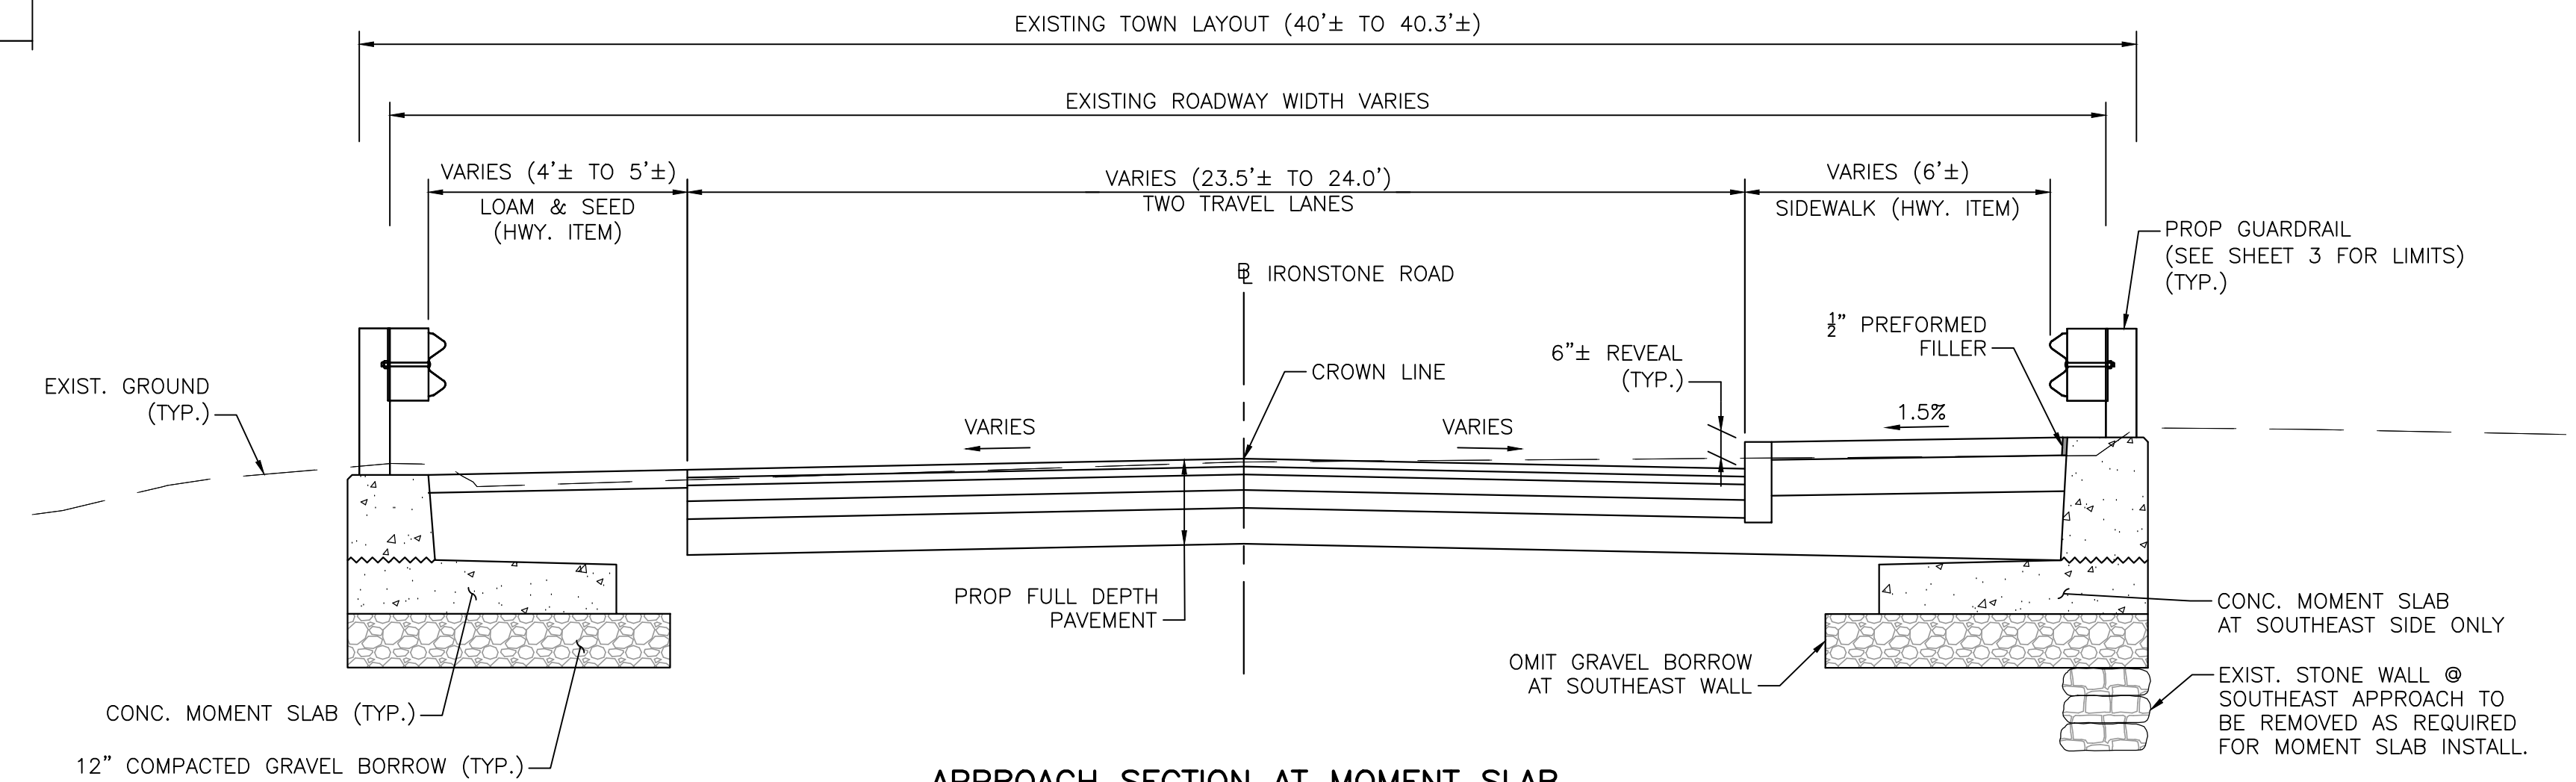 EXISTING TOWN LAYOUT (40'± TO 40.3'±)
EXISTING ROADWAY WIDTH VARIES
VARIES (4'± TO 5'±)
LOAM & SEED
(HWY. ITEM)
VARIES (23.5'± TO 24.0')
TWO TRAVEL LANES
VARIES (6'±)
SIDEWALK (HWY. ITEM)
PROP GUARDRAIL
(SEE SHEET 3 FOR LIMITS)
(TYP.)
℄ IRONSTONE ROAD
½" PREFORMED
FILLER
6"± REVEAL
(TYP.)
CROWN LINE
EXIST. GROUND
(TYP.)
VARIES
VARIES
1.5%
PROP FULL DEPTH
PAVEMENT
CONC. MOMENT SLAB
AT SOUTHEAST SIDE ONLY
OMIT GRAVEL BORROW
AT SOUTHEAST WALL
EXIST. STONE WALL @
SOUTHEAST APPROACH TO
BE REMOVED AS REQUIRED
FOR MOMENT SLAB INSTALL.
CONC. MOMENT SLAB (TYP.)
12" COMPACTED GRAVEL BORROW (TYP.)
APPROACH SECTION AT MOMENT SLAB